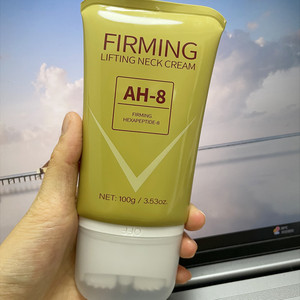 FIRMING
LIFTING NECK CREAM
AH-8
FIRMING
HEXAPEPTIDE-8
NET: 100g / 3.53oz.